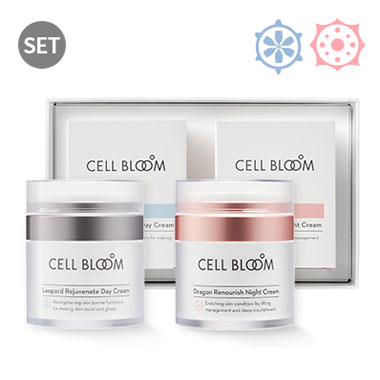 SET
CELL BLOOM
CELL BLOOM
Day Cream
ht Cream
management
CELL BLOOM
Leopard Rejuvenate Day Cream
Strengthening skin barrier functions
for making skin moist and glossy
CELL BLOOM
Dragon Renourish Night Cream
Enriching skin condition by lifting
management and deep nourishment